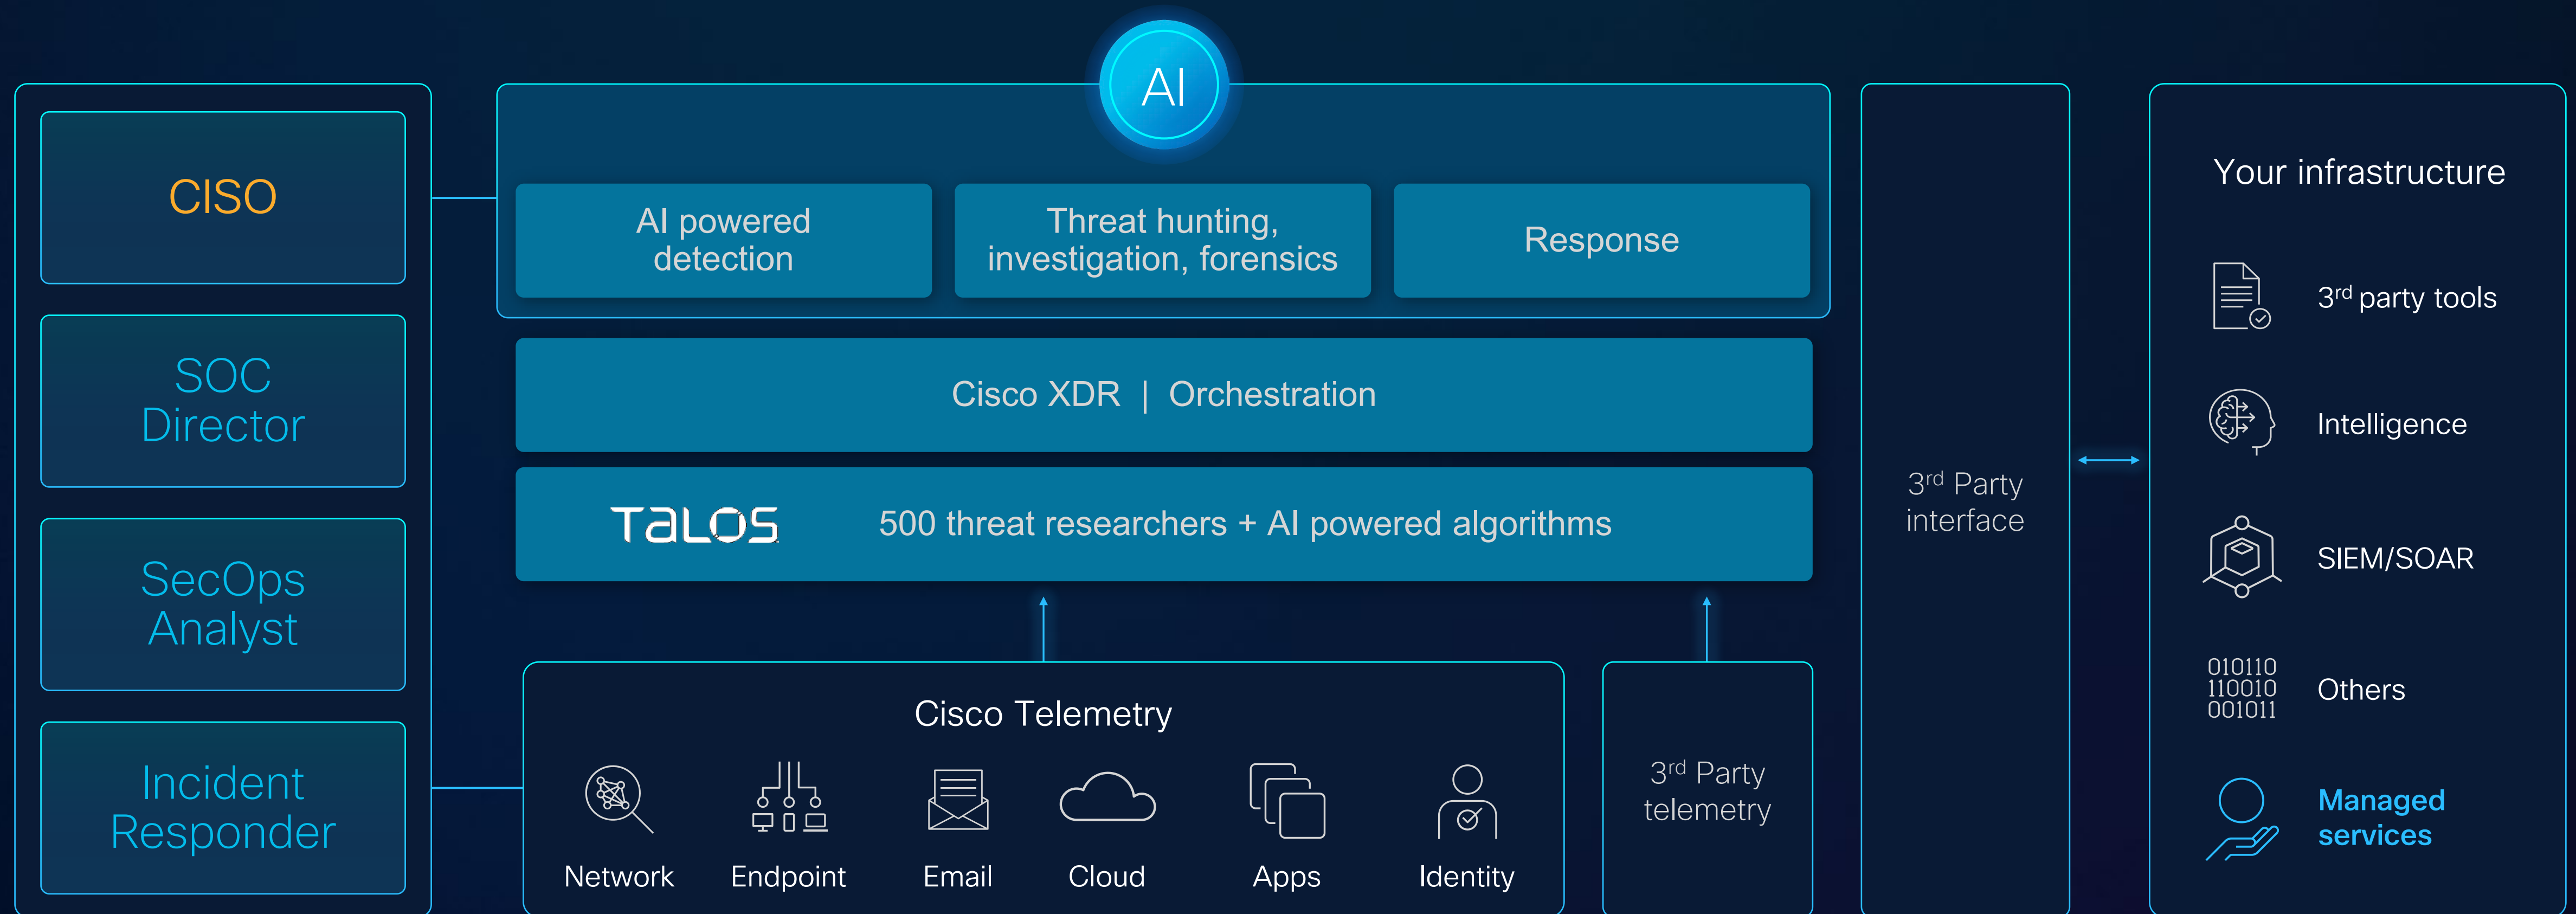 AI
CISO
SOC
Director
SecOps
Analyst
Incident
Responder
AI powered
detection
Threat hunting,
investigation, forensics
Response
Cisco XDR | Orchestration
TALOS 500 threat researchers + AI powered algorithms
Cisco Telemetry
Network
Endpoint
Email
Cloud
Apps
Identity
3rd Party
telemetry
3rd Party
interface
Your infrastructure
3rd party tools
Intelligence
SIEM/SOAR
010110
110010
001011
Others
Managed
services